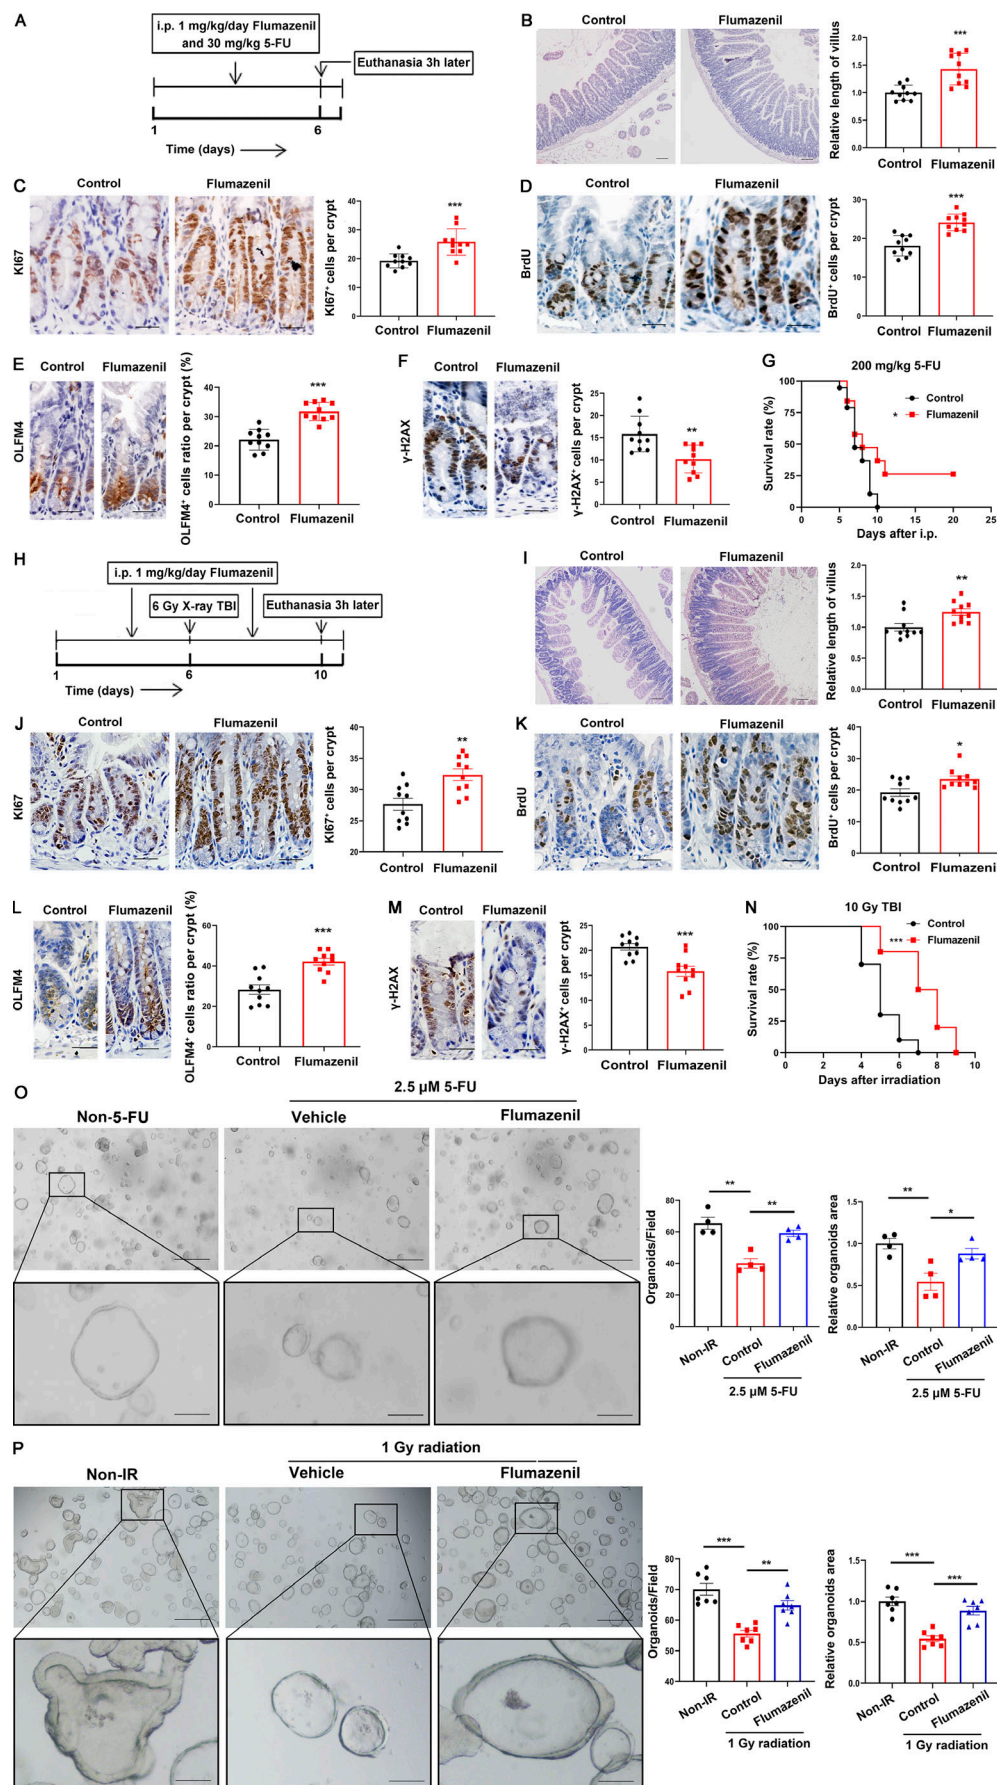 A
i.p. 1 mg/kg/day Flumazenil
and 30 mg/kg 5-FU
Euthanasia 3h later
1
6
Time (days)
B
Control
Flumazenil
Relative length of villus
2.0
1.5
1.0
0.5
0.0
***
Control
Flumazenil
C
Control
Flumazenil
KI67
KI67⁺ cells per crypt
40
30
20
10
0
***
Control
Flumazenil
D
Control
Flumazenil
BrdU
BrdU⁺ cells per crypt
30
20
10
0
***
Control
Flumazenil
E
Control
Flumazenil
OLFM4
OLFM4⁺ cells ratio per crypt (%)
40
30
20
10
0
***
Control
Flumazenil
F
Control
Flumazenil
γ-H2AX
γ-H2AX⁺ cells per crypt
25
20
15
10
5
0
**
Control
Flumazenil
G
200 mg/kg 5-FU
Survival rate (%)
100
75
50
25
0
Control
Flumazenil
*
0
5
10
15
20
25
Days after i.p.
H
i.p. 1 mg/kg/day Flumazenil
6 Gy X-ray TBI
Euthanasia 3h later
1
6
10
Time (days)
I
Control
Flumazenil
Relative length of villus
2.0
1.5
1.0
0.5
0.0
**
Control
Flumazenil
J
Control
Flumazenil
KI67
KI67⁺ cells per crypt
40
35
30
25
20
**
Control
Flumazenil
K
Control
Flumazenil
BrdU
BrdU⁺ cells per crypt
40
30
20
10
0
*
Control
Flumazenil
L
Control
Flumazenil
OLFM4
OLFM4⁺ cells ratio per crypt (%)
60
40
20
0
***
Control
Flumazenil
M
Control
Flumazenil
γ-H2AX
γ-H2AX⁺ cells per crypt
30
20
10
0
***
Control
Flumazenil
N
10 Gy TBI
Survival rate (%)
100
75
50
25
0
Control
Flumazenil
***
0
2
4
6
8
10
Days after irradiation
O
2.5 μM 5-FU
Non-5-FU
Vehicle
Flumazenil
Organoids/Field
80
60
40
20
0
**
**
Non-IR
Control
Flumazenil
2.5 μM 5-FU
Relative organoids area
1.5
1.0
0.5
0.0
**
*
Non-IR
Control
Flumazenil
2.5 μM 5-FU
P
1 Gy radiation
Non-IR
Vehicle
Flumazenil
Organoids/Field
80
70
60
50
40
***
**
Non-IR
Control
Flumazenil
1 Gy radiation
Relative organoids area
1.5
1.0
0.5
0.0
***
***
Non-IR
Control
Flumazenil
1 Gy radiation